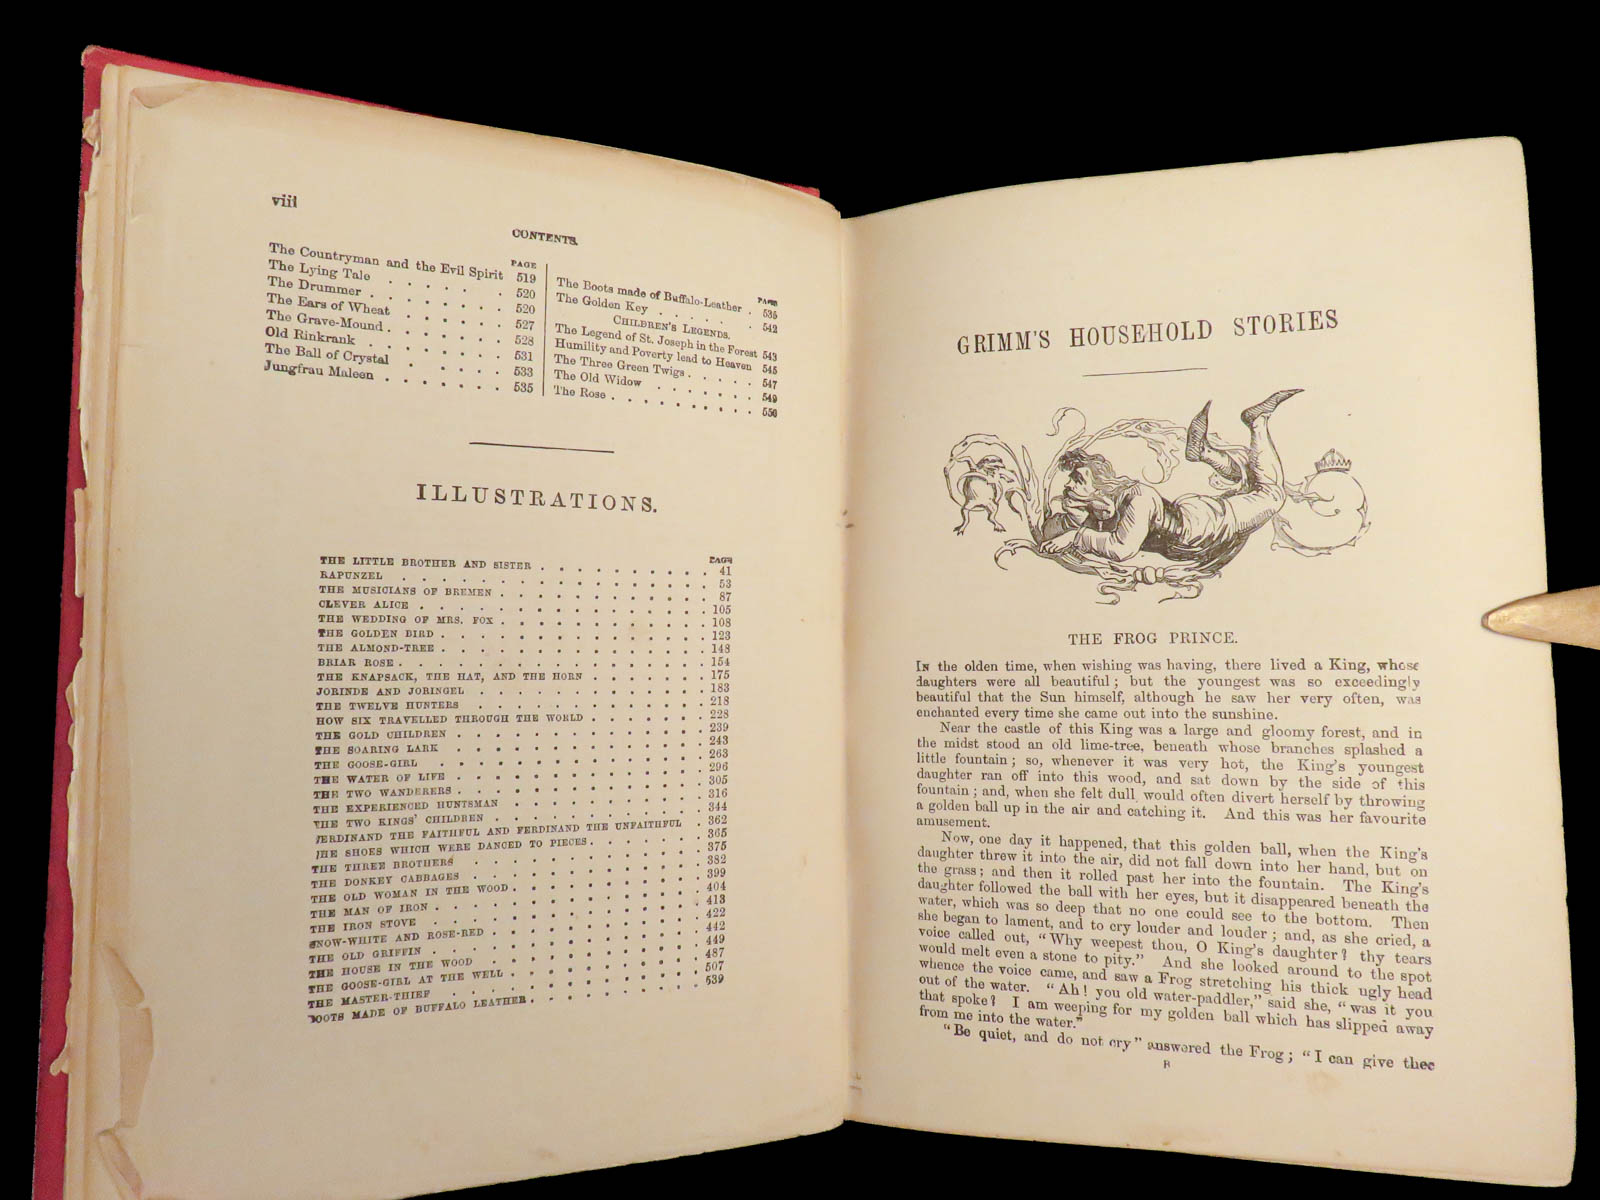 viii
CONTENTS.
PAGE
The Countryman and the Evil Spirit 519
The Lying Tale . . . . . . 520
The Drummer . . . . . . . . 520
The Ears of Wheat . . . . . . 527
The Grave-Mound . . . . . . . 528
Old Rinkrank . . . . . . . . 531
The Ball of Crystal . . . . . 533
Jungfrau Maleen . . . . . . . 535
PAGE
The Boots made of Buffalo-Leather . 535
The Golden Key . . . . . . 542
CHILDREN'S LEGENDS.
The Legend of St. Joseph in the Forest 543
Humility and Poverty lead to Heaven 545
The Three Green Twigs . . . . . 547
The Old Widow . . . . . . . 549
The Rose . . . . . . . . . . 550
ILLUSTRATIONS.
PAGE
THE LITTLE BROTHER AND SISTER . . . . . . . . . 41
RAPUNZEL . . . . . . . . . . . . 53
THE MUSICIANS OF BREMEN . . . . . . . . . . . 87
CLEVER ALICE . . . . . . . . . . . . . . . 105
THE WEDDING OF MRS. FOX . . . . . . . . . . . 108
THE GOLDEN BIRD . . . . . . . . . . . . . . 123
THE ALMOND-TREE . . . . . . . . . . . . . . 148
BRIAR ROSE . . . . . . . . . . . . . . . . 154
THE KNAPSACK, THE HAT, AND THE HORN . . . . . . 175
JORINDE AND JORINGEL . . . . . . . . . . . . 183
THE TWELVE HUNTERS . . . . . . . . . . . . 218
HOW SIX TRAVELLED THROUGH THE WORLD . . . . . . 228
THE GOLD CHILDREN . . . . . . . . . . . . . 239
THE SOARING LARK . . . . . . . . . . . . . 243
THE GOOSE-GIRL . . . . . . . . . . . . . . 263
THE WATER OF LIFE . . . . . . . . . . . . . 296
THE TWO WANDERERS . . . . . . . . . . . . . 305
THE EXPERIENCED HUNTSMAN . . . . . . . . . . 316
THE TWO KINGS' CHILDREN . . . . . . . . . . . 344
FERDINAND THE FAITHFUL AND FERDINAND THE UNFAITHFUL . 362
THE SHOES WHICH WERE DANCED TO PIECES . . . . . . 365
THE THREE BROTHERS . . . . . . . . . . . . 375
THE DONKEY CABBAGES . . . . . . . . . . . . 382
THE OLD WOMAN IN THE WOOD . . . . . . . . . . 399
THE MAN OF IRON . . . . . . . . . . . . . . 404
THE IRON STOVE . . . . . . . . . . . . . . 413
SNOW-WHITE AND ROSE-RED . . . . . . . . . . . 422
THE OLD GRIFFIN . . . . . . . . . . . . . . 442
THE HOUSE IN THE WOOD . . . . . . . . . . . 449
THE GOOSE-GIRL AT THE WELL . . . . . . . . . . 487
THE MASTER-THIEF . . . . . . . . . . . . . 507
BOOTS MADE OF BUFFALO LEATHER . . . . . . . . . 539
GRIMM'S HOUSEHOLD STORIES
THE FROG PRINCE.
IN the olden time, when wishing was having, there lived a King, whose
daughters were all beautiful; but the youngest was so exceedingly
beautiful that the Sun himself, although he saw her very often, was
enchanted every time she came out into the sunshine.
Near the castle of this King was a large and gloomy forest, and in
the midst stood an old lime-tree, beneath whose branches splashed a
little fountain; so, whenever it was very hot, the King's youngest
daughter ran off into this wood, and sat down by the side of this
fountain; and, when she felt dull, would often divert herself by throwing
a golden ball up in the air and catching it. And this was her favourite
amusement.
Now, one day it happened, that this golden ball, when the King's
daughter threw it into the air, did not fall down into her hand, but on
the grass; and then it rolled past her into the fountain. The King's
daughter followed the ball with her eyes, but it disappeared beneath the
water, which was so deep that no one could see to the bottom. Then
she began to lament, and to cry louder and louder; and, as she cried, a
voice called out, "Why weepest thou, O King's daughter? thy tears
would melt even a stone to pity." And she looked around to the spot
whence the voice came, and saw a Frog stretching his thick ugly head
out of the water. "Ah! you old water-paddler," said she, "was it you
that spoke? I am weeping for my golden ball which has slipped away
from me into the water."
"Be quiet, and do not cry" answered the Frog; "I can give thee
B